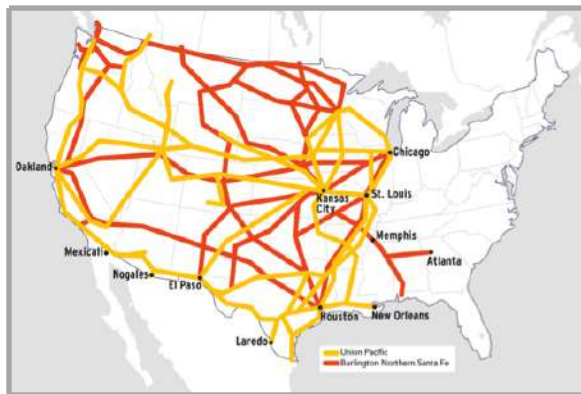 Oakland
Chicago
Kansas
City
St. Louis
Memphis
Atlanta
Mexicali
Nogales
El Paso
Houston
New Orleans
Laredo
Union Pacific
Burlington Northern Santa Fe